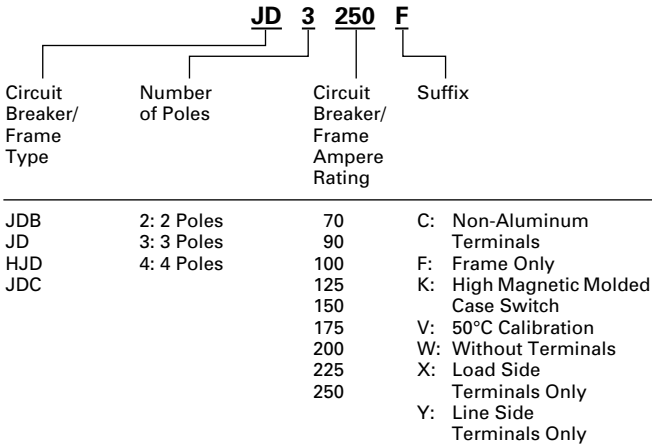 JD 3 250 F
Circuit Breaker/ Frame Type
Number of Poles
Circuit Breaker/ Frame Ampere Rating
Suffix
JDB
JD
HJD
JDC
2: 2 Poles
3: 3 Poles
4: 4 Poles
70
90
100
125
150
175
200
225
250
C: Non-Aluminum
Terminals
F: Frame Only
K: High Magnetic Molded
Case Switch
V: 50°C Calibration
W: Without Terminals
X: Load Side
Terminals Only
Y: Line Side
Terminals Only